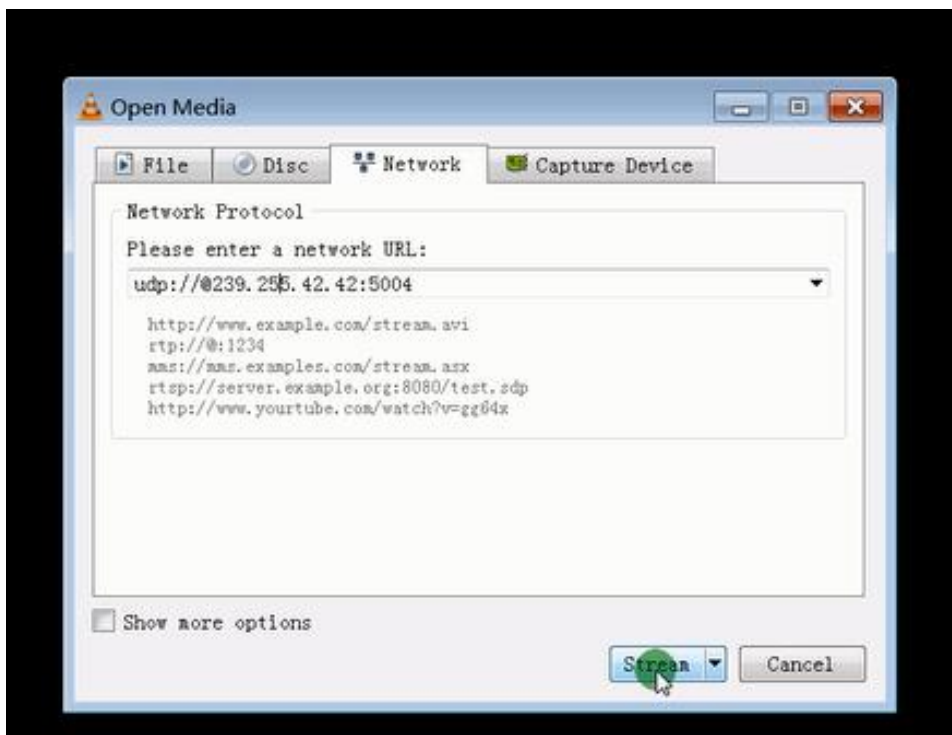 Open Media
File Disc Network Capture Device
Network Protocol
Please enter a network URL:
udp://@239.255.42.42:5004
http://www.example.com/stream.avi
rtp://@:1234
mms://mms.examples.com/stream.asx
rtsp://server.example.org:8080/test.sdp
http://www.yourtube.com/watch?v=gg64x
Show more options
Stream Cancel